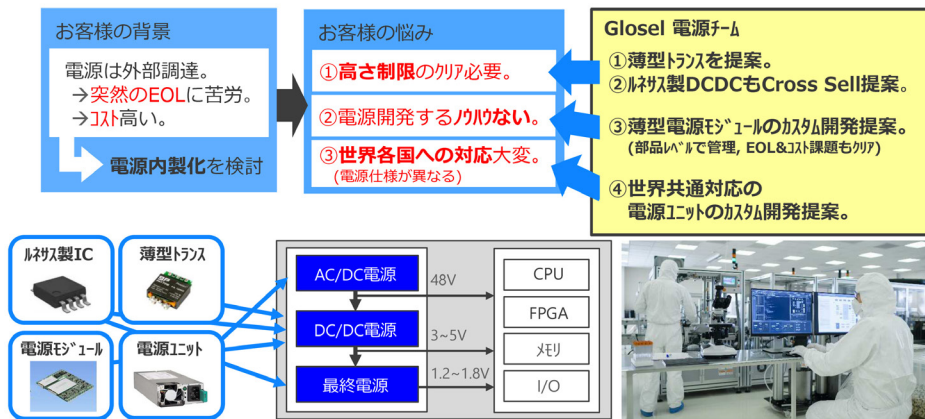 お客様の背景
電源は外部調達。
→突然のEOLに苦労。
→ｺｽﾄ高い。
電源内製化を検討
お客様の悩み
①高さ制限のｸﾘｱ必要。
②電源開発するﾉｳﾊｳない。
③世界各国への対応大変。
(電源仕様が異なる)
Glosel 電源ﾁｰﾑ
①薄型ﾄﾗﾝｽを提案。
②ﾙﾈｻｽ製DCDCもCross Sell提案。
③薄型電源ﾓｼﾞｭｰﾙのｶｽﾀﾑ開発提案。
(部品ﾚﾍﾞﾙで管理, EOL&ｺｽﾄ課題もｸﾘｱ)
④世界共通対応の
電源ﾕﾆｯﾄのｶｽﾀﾑ開発提案。
ﾙﾈｻｽ製IC
薄型ﾄﾗﾝｽ
電源ﾓｼﾞｭｰﾙ
電源ﾕﾆｯﾄ
AC/DC電源
DC/DC電源
最終電源
48V
3~5V
1.2~1.8V
CPU
FPGA
ﾒﾓﾘ
I/O